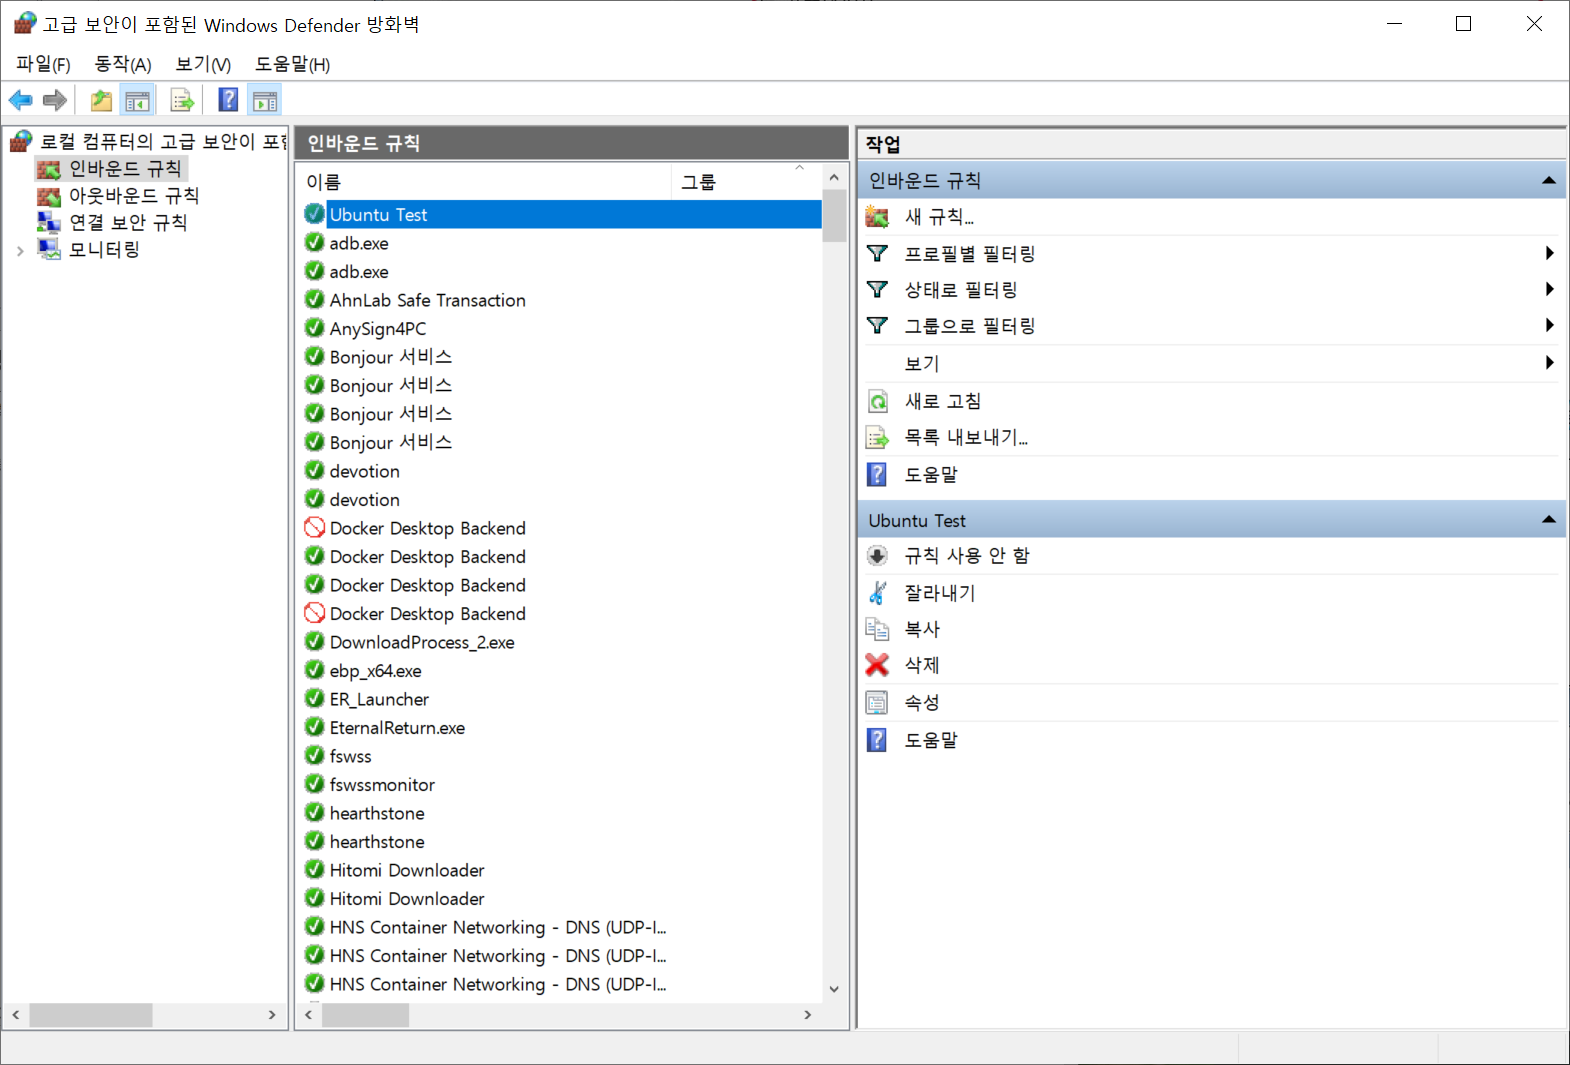 고급 보안이 포함된 Windows Defender 방화벽
파일(F) 동작(A) 보기(V) 도움말(H)
로컬 컴퓨터의 고급 보안이 포함
인바운드 규칙
아웃바운드 규칙
연결 보안 규칙
모니터링
인바운드 규칙
이름 그룹
Ubuntu Test
adb.exe
adb.exe
AhnLab Safe Transaction
AnySign4PC
Bonjour 서비스
Bonjour 서비스
Bonjour 서비스
Bonjour 서비스
devotion
devotion
Docker Desktop Backend
Docker Desktop Backend
Docker Desktop Backend
Docker Desktop Backend
DownloadProcess_2.exe
ebp_x64.exe
ER_Launcher
EternalReturn.exe
fswss
fswssmonitor
hearthstone
hearthstone
Hitomi Downloader
Hitomi Downloader
HNS Container Networking - DNS (UDP-I...
HNS Container Networking - DNS (UDP-I...
HNS Container Networking - DNS (UDP-I...
작업
인바운드 규칙
새 규칙...
프로필별 필터링
상태로 필터링
그룹으로 필터링
보기
새로 고침
목록 내보내기...
도움말
Ubuntu Test
규칙 사용 안 함
잘라내기
복사
삭제
속성
도움말